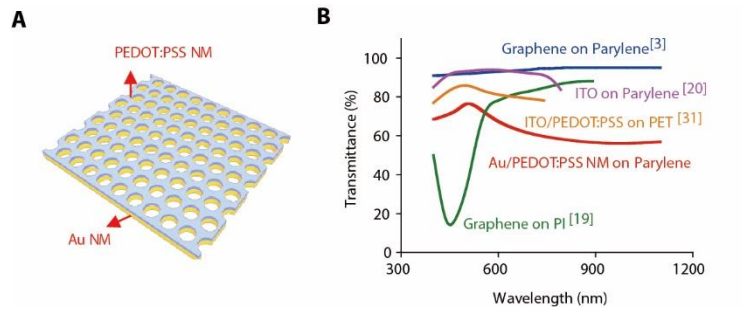 A
PEDOT:PSS NM
Au NM
B
Transmittance (%)
100
80
60
40
20
0
300
600
900
1200
Wavelength (nm)
Graphene on Parylene[3]
ITO on Parylene [20]
ITO/PEDOT:PSS on PET [31]
Au/PEDOT:PSS NM on Parylene
Graphene on PI [19]